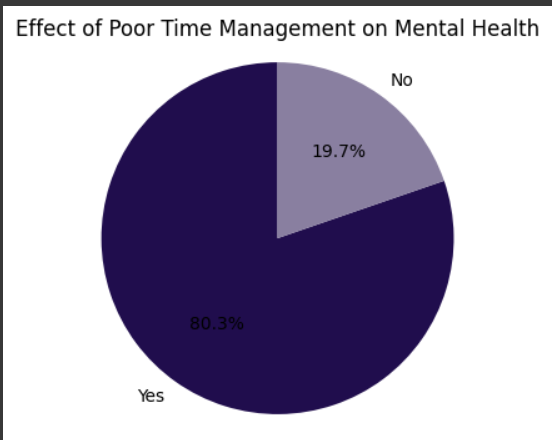 Effect of Poor Time Management on Mental Health
No
19.7%
80.3%
Yes